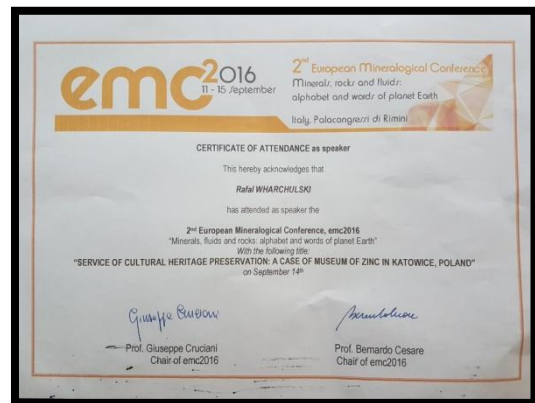 emc² 2016
11 - 15 September
2nd European Mineralogical Conference
Minerals, rocks and fluids:
alphabet and words of planet Earth
Italy, Palacongressi di Rimini
CERTIFICATE OF ATTENDANCE as speaker
This hereby acknowledges that
Rafal WHARCHULSKI
has attended as speaker the
2nd European Mineralogical Conference, emc2016
"Minerals, fluids and rocks: alphabet and words of planet Earth"
With the following title:
"SERVICE OF CULTURAL HERITAGE PRESERVATION: A CASE OF MUSEUM OF ZINC IN KATOWICE, POLAND"
on September 14th
Giuseppe Cruciani
Prof. Giuseppe Cruciani
Chair of emc2016
Prof. Bernardo Cesare
Chair of emc2016